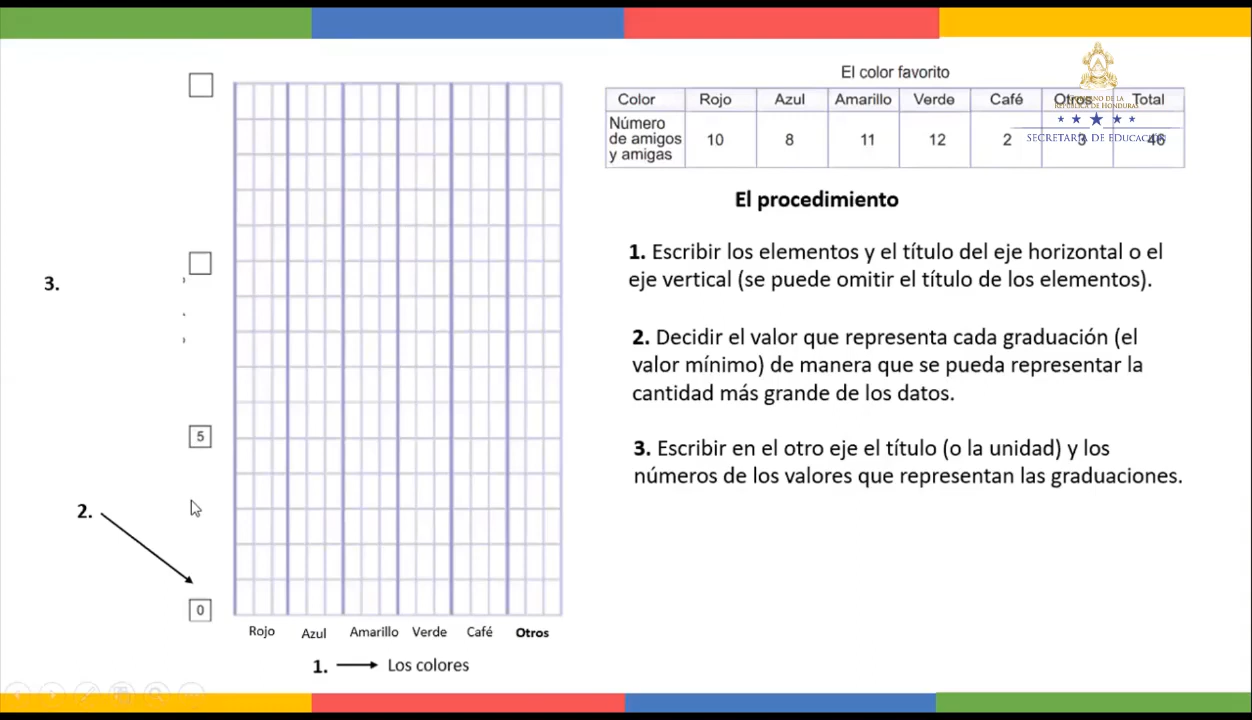 El color favorito
Color Rojo Azul Amarillo Verde Café Otros Total
Número
de amigos
y amigas
10 8 11 12 2 3 46
GOBIERNO DE LA
REPÚBLICA DE HONDURAS
SECRETARÍA DE EDUCACIÓN
El procedimiento
1. Escribir los elementos y el título del eje horizontal o el
eje vertical (se puede omitir el título de los elementos).
2. Decidir el valor que representa cada graduación (el
valor mínimo) de manera que se pueda representar la
cantidad más grande de los datos.
3. Escribir en el otro eje el título (o la unidad) y los
números de los valores que representan las graduaciones.
3.
5
2.
0
Rojo Azul Amarillo Verde Café Otros
1. Los colores